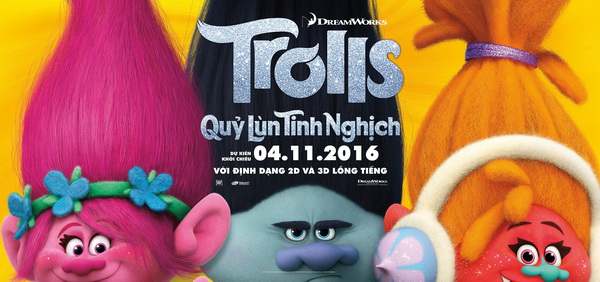 DREAMWORKS
Trolls
Quỷ Lùn Tinh Nghịch
DỰ KIẾN
KHỞI CHIẾU 04.11.2016
VỚI ĐỊNH DẠNG 2D VÀ 3D LỒNG TIẾNG
DREAMWORKS